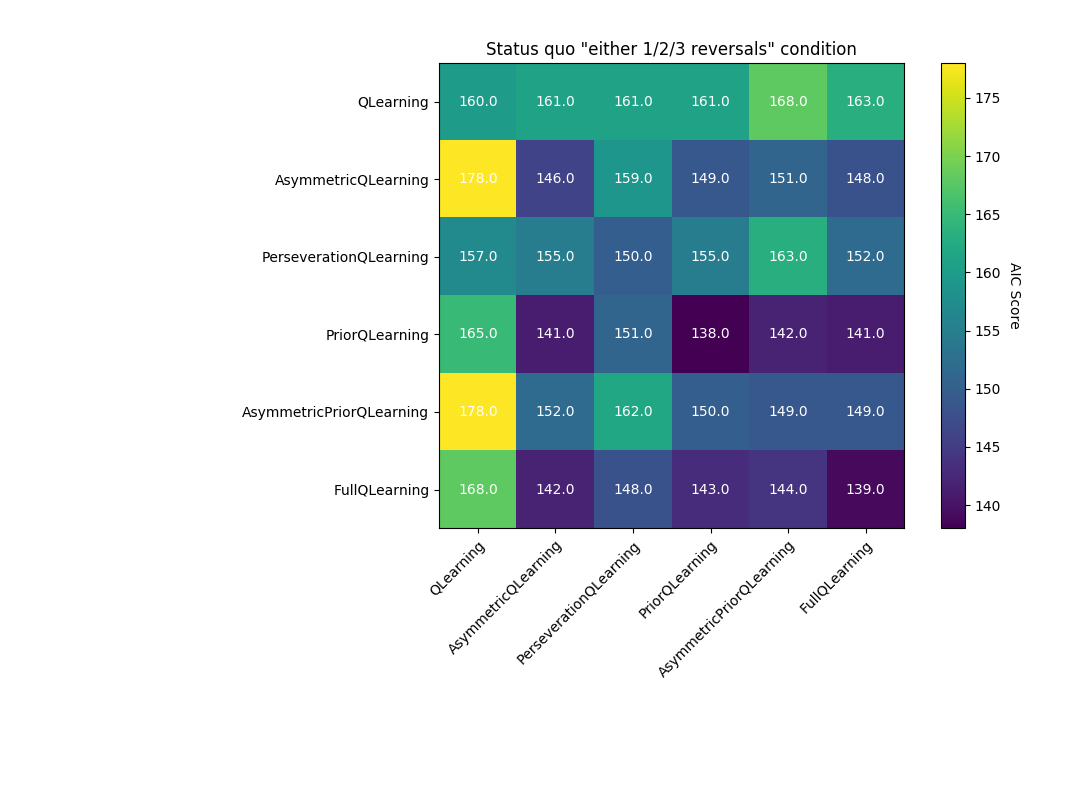 Status quo "either 1/2/3 reversals" condition
QLearning 160.0 161.0 161.0 161.0 168.0 163.0
AsymmetricQLearning 178.0 146.0 159.0 149.0 151.0 148.0
PerseverationQLearning 157.0 155.0 150.0 155.0 163.0 152.0
PriorQLearning 165.0 141.0 151.0 138.0 142.0 141.0
AsymmetricPriorQLearning 178.0 152.0 162.0 150.0 149.0 149.0
FullQLearning 168.0 142.0 148.0 143.0 144.0 139.0
QLearning
AsymmetricQLearning
PerseverationQLearning
PriorQLearning
AsymmetricPriorQLearning
FullQLearning
175
170
165
160
155
150
145
140
AIC Score